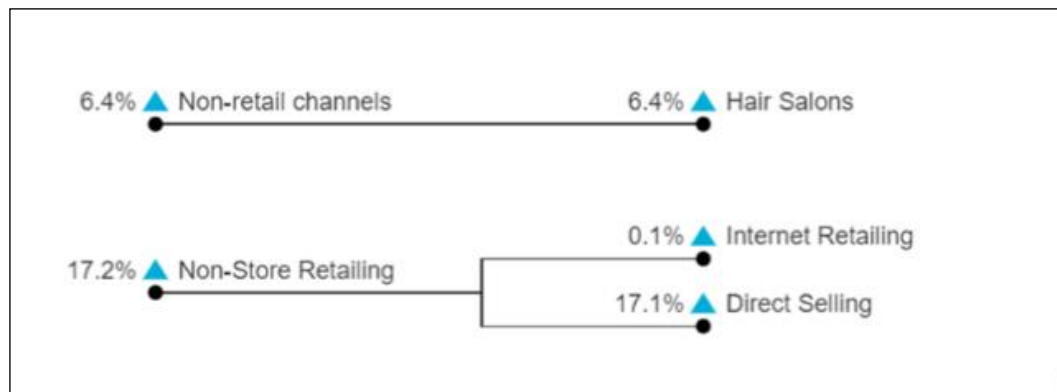 6.4% Non-retail channels
6.4% Hair Salons
0.1% Internet Retailing
17.2% Non-Store Retailing
17.1% Direct Selling